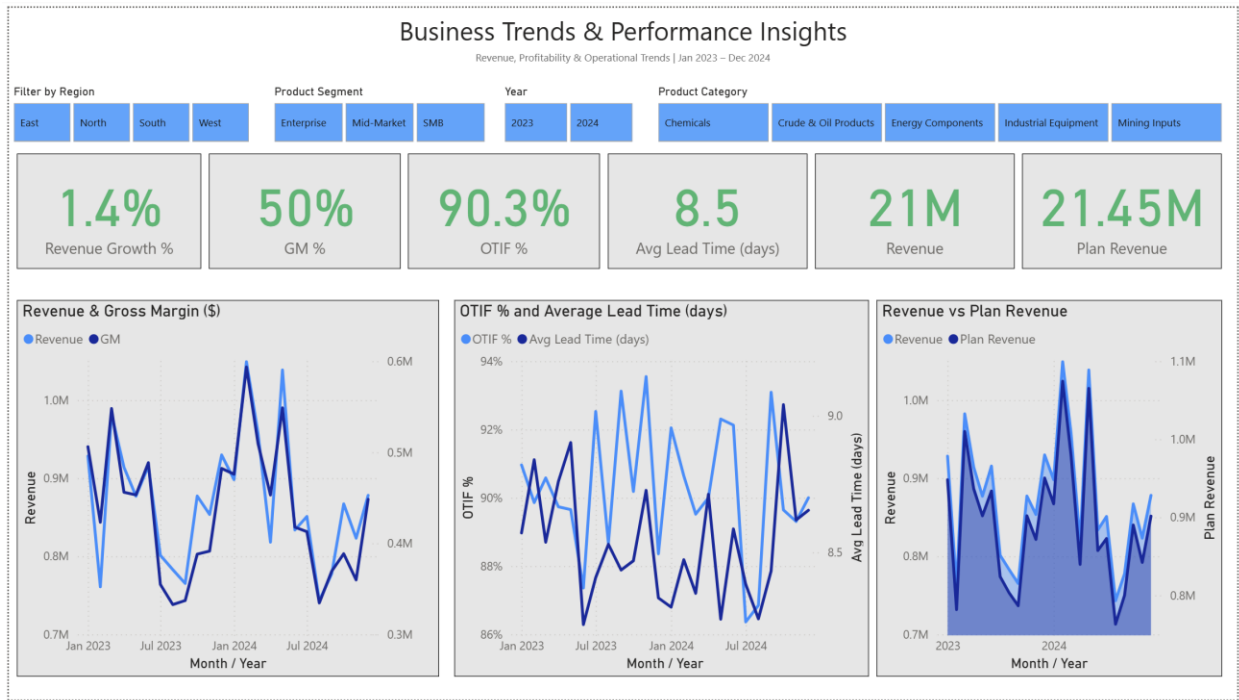 Business Trends & Performance Insights
Revenue, Profitability & Operational Trends | Jan 2023 – Dec 2024
Filter by Region
East
North
South
West
Product Segment
Enterprise
Mid-Market
SMB
Year
2023
2024
Product Category
Chemicals
Crude & Oil Products
Energy Components
Industrial Equipment
Mining Inputs
1.4%
Revenue Growth %
50%
GM %
90.3%
OTIF %
8.5
Avg Lead Time (days)
21M
Revenue
21.45M
Plan Revenue
Revenue & Gross Margin ($)
Revenue GM
0.6M
1.0M
0.5M
0.9M
0.4M
0.8M
0.7M
0.3M
Revenue
Jan 2023 Jul 2023 Jan 2024 Jul 2024
Month / Year
OTIF % and Average Lead Time (days)
OTIF % Avg Lead Time (days)
94%
9.0
92%
90%
8.5
88%
86%
OTIF %
Avg Lead Time (days)
Jan 2023 Jul 2023 Jan 2024 Jul 2024
Month / Year
Revenue vs Plan Revenue
Revenue Plan Revenue
1.1M
1.0M
1.0M
0.9M
0.9M
0.8M
0.8M
0.7M
Revenue
Plan Revenue
2023 2024
Month / Year